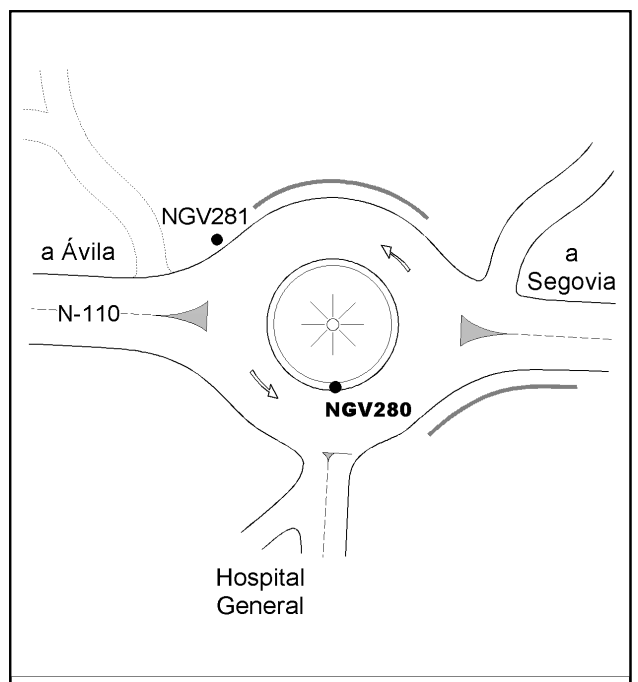 NGV281
a Ávila
a
Segovia
N-110
NGV280
Hospital
General